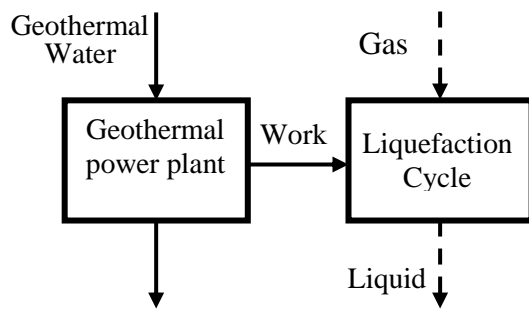 Geothermal
Water
Gas
Geothermal
power plant
Work
Liquefaction
Cycle
Liquid